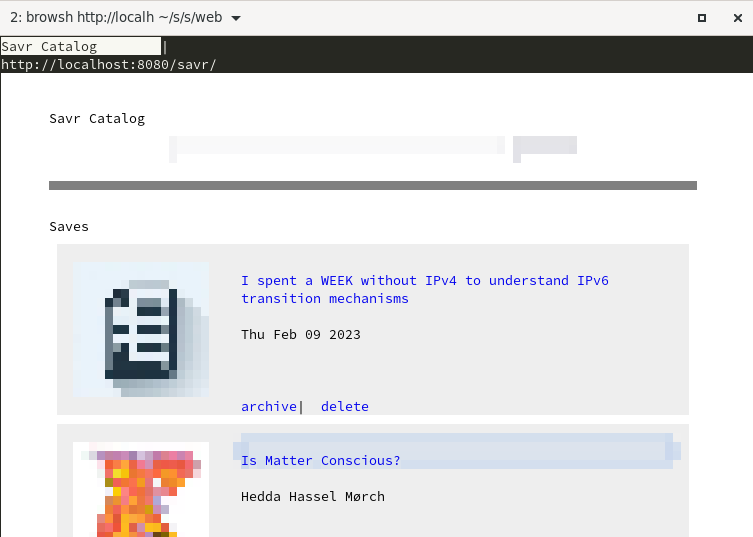 2: browsh http://localh ~/s/s/web
Savr Catalog |
http://localhost:8080/savr/
Savr Catalog
Saves
I spent a WEEK without IPv4 to understand IPv6
transition mechanisms
Thu Feb 09 2023
archive|  delete
Is Matter Conscious?
Hedda Hassel Mørch